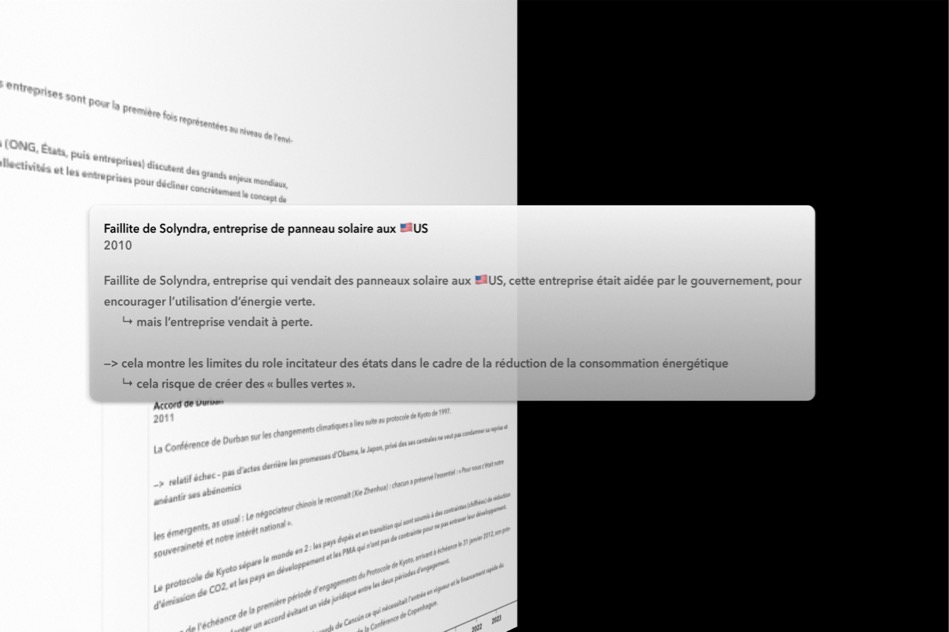 s entreprises sont pour la première fois représentées au niveau de l'envi-
s (ONG, États, puis entreprises) discutent des grands enjeux mondiaux,
ollectivités et les entreprises pour décliner concrètement le concept de
Faillite de Solyndra, entreprise de panneau solaire aux 🇺🇸US
2010
Faillite de Solyndra, entreprise qui vendait des panneaux solaire aux 🇺🇸US, cette entreprise était aidée par le gouvernement, pour
encourager l’utilisation d’énergie verte.
↳ mais l’entreprise vendait à perte.
—> cela montre les limites du role incitateur des états dans le cadre de la réduction de la consommation énergétique
↳ cela risque de créer des « bulles vertes ».
Accord de Durban
2011
La Conférence de Durban sur les changements climatiques a lieu suite au protocole de Kyoto de 1997.
—> relatif échec - pas d'actes derrière les promesses d'Obama, le Japon, privé des ses centrales ne veut pas condamner sa reprise et
anéantir ses abénomics
les émergents, as usual : Le négociateur chinois le reconnaît (Xie Zhenhua) : chacun a préservé l'essentiel : « Pour nous c'était notre
souveraineté et notre intérêt national ».
Le protocole de Kyoto sépare le monde en 2 : les pays dvpés et en transition qui sont soumis à des contraintes (chiffrées) de réduction
d'émission de CO2, et les pays en développement et les PMA qui n'ont pas de contrainte pour ne pas entraver leur développement.
de l'échéance de la première période d'engagements du Protocole de Kyoto, arrivant à échéance le 31 janvier 2012,
un accord évitant un vide juridique entre les deux périodes d'engagement.
de Cancún ce qui nécessitait l'entrée en vigueur et le financement rapide du
la Conférence de Copenhagen.
2022 2023